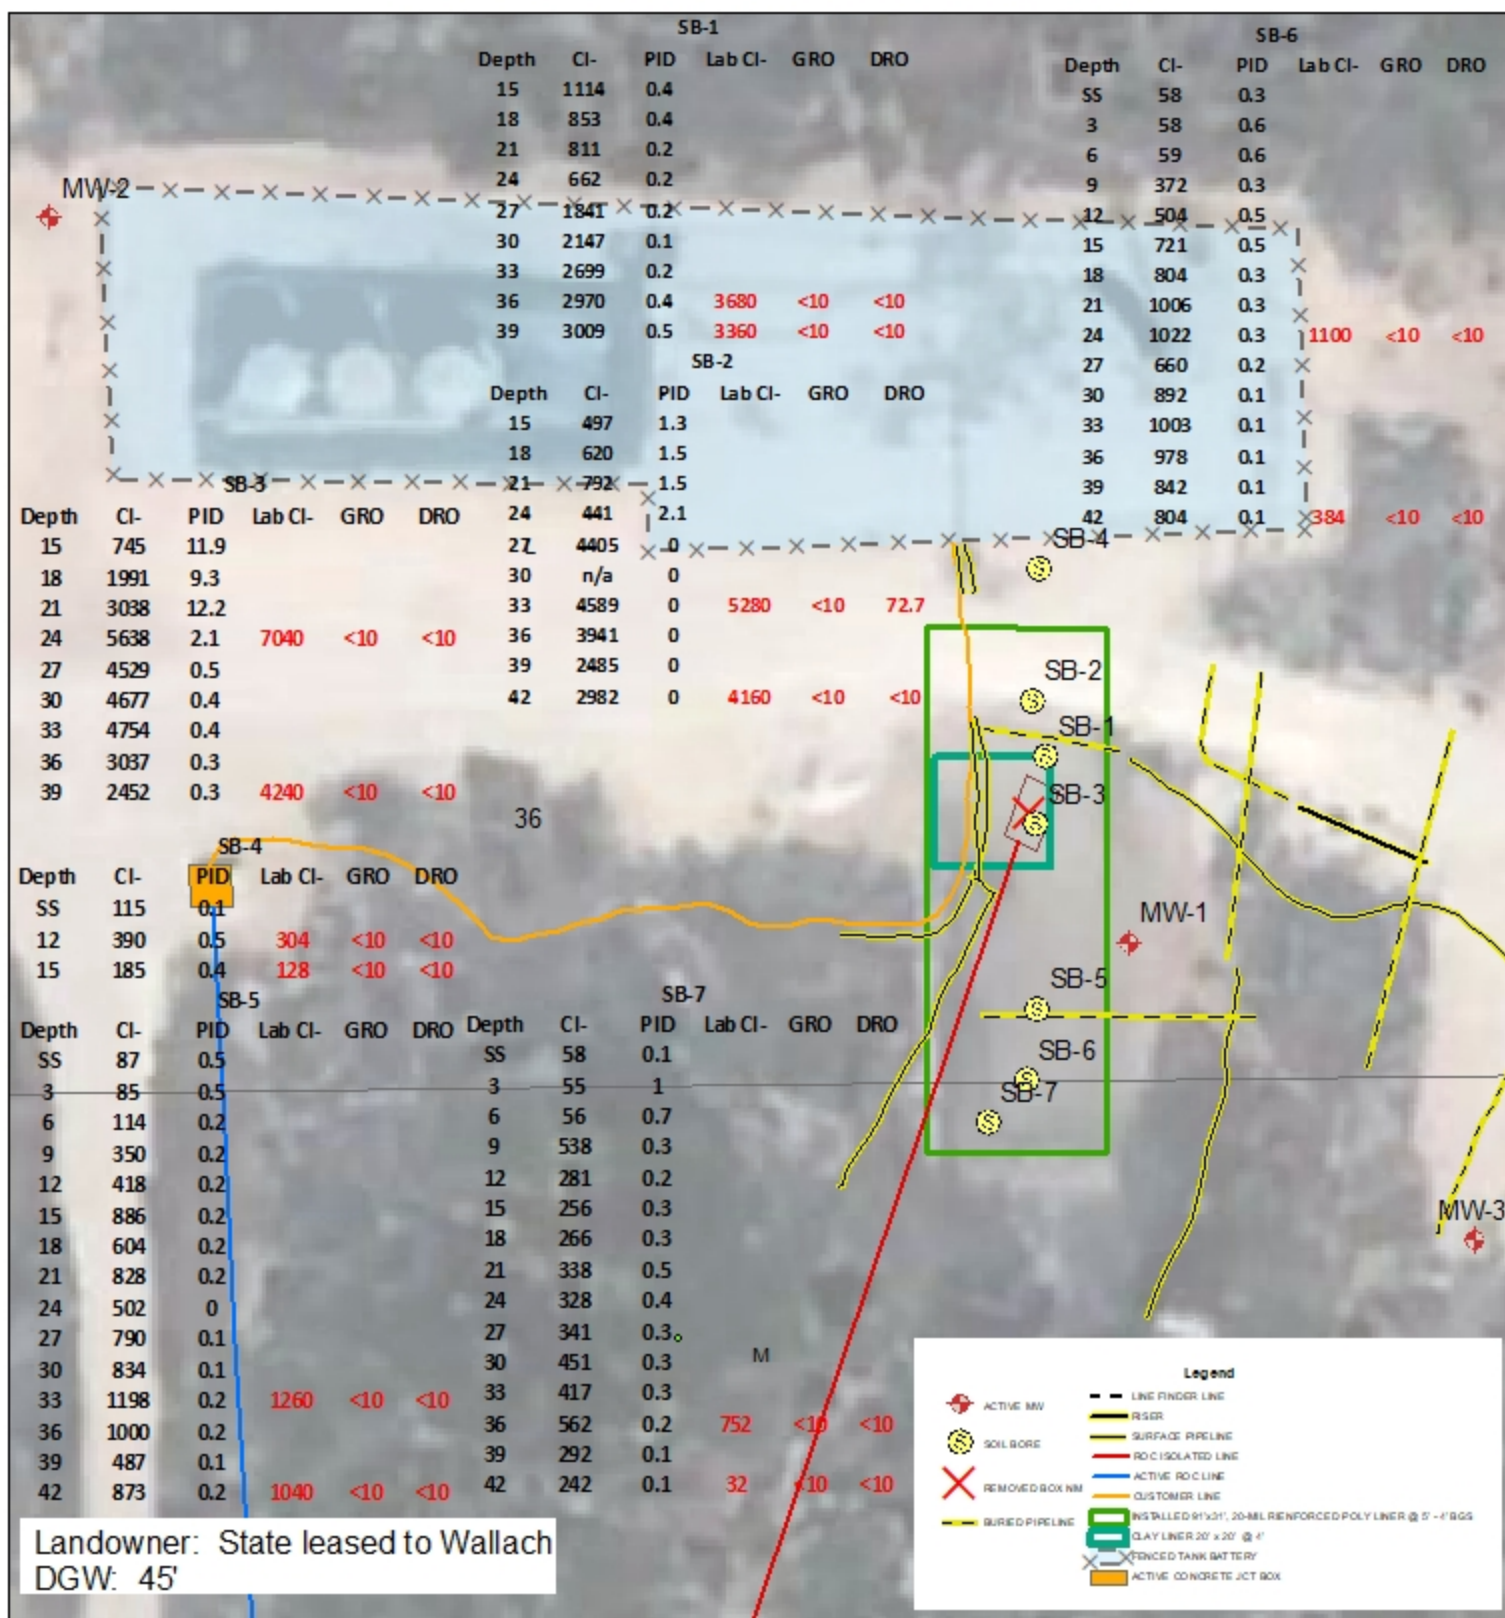 SB-1
Depth Cl- PID Lab Cl- GRO DRO
15 1114 0.4
18 853 0.4
21 811 0.2
24 662 0.2
27 1841 0.2
30 2147 0.1
33 2699 0.2
36 2970 0.4 3680 <10 <10
39 3009 0.5 3360 <10 <10
SB-2
Depth Cl- PID Lab Cl- GRO DRO
15 497 1.3
18 620 1.5
21 792 1.5
24 441 2.1
27 4405 0
30 n/a 0
33 4589 0 5280 <10 72.7
36 3941 0
39 2485 0
42 2982 0 4160 <10 <10
SB-6
Depth Cl- PID Lab Cl- GRO DRO
SS 58 0.3
3 58 0.6
6 59 0.6
9 372 0.3
12 504 0.5
15 721 0.5
18 804 0.3
21 1006 0.3
24 1022 0.3 1100 <10 <10
27 660 0.2
30 892 0.1
33 1003 0.1
36 978 0.1
39 842 0.1
42 804 0.1 384 <10 <10
MW-2
SB-3
Depth Cl- PID Lab Cl- GRO DRO
15 745 11.9
18 1991 9.3
21 3038 12.2
24 5638 2.1 7040 <10 <10
27 4529 0.5
30 4677 0.4
33 4754 0.4
36 3037 0.3
39 2452 0.3 4240 <10 <10
36
SB-4
Depth Cl- PID Lab Cl- GRO DRO
SS 115 0.1
12 390 0.5 304 <10 <10
15 185 0.4 128 <10 <10
SB-5
Depth Cl- PID Lab Cl- GRO DRO
SS 87 0.5
3 85 0.5
6 114 0.2
9 350 0.2
12 418 0.2
15 886 0.2
18 604 0.2
21 828 0.2
24 502 0
27 790 0.1
30 834 0.1
33 1198 0.2 1260 <10 <10
36 1000 0.2
39 487 0.1
42 873 0.2 1040 <10 <10
SB-7
Depth Cl- PID Lab Cl- GRO DRO
SS 58 0.1
3 55 1
6 56 0.7
9 538 0.3
12 281 0.2
15 256 0.3
18 266 0.3
21 338 0.5
24 328 0.4
27 341 0.3
30 451 0.3
33 417 0.3
36 562 0.2 752 <10 <10
39 292 0.1
42 242 0.1 32 <10 <10
M
SB-4
SB-2
SB-1
SB-3
MW-1
SB-5
SB-6
SB-7
MW-3
Landowner: State leased to Wallach
DGW: 45'
Legend
ACTIVE MW
SOIL BORE
REMOVED BOX NM
BURIED PIPELINE
LINE FINDER LINE
RISER
SURFACE PIPELINE
ROC ISOLATED LINE
ACTIVE ROC LINE
CUSTOMER LINE
INSTALLED 91'x31', 20-MIL RIENFORCED POLY LINER @ 5' - 4' BGS
CLAY LINER 20' x 20' @ 4'
FENCED TANK BATTERY
ACTIVE CONCRETE JCT BOX